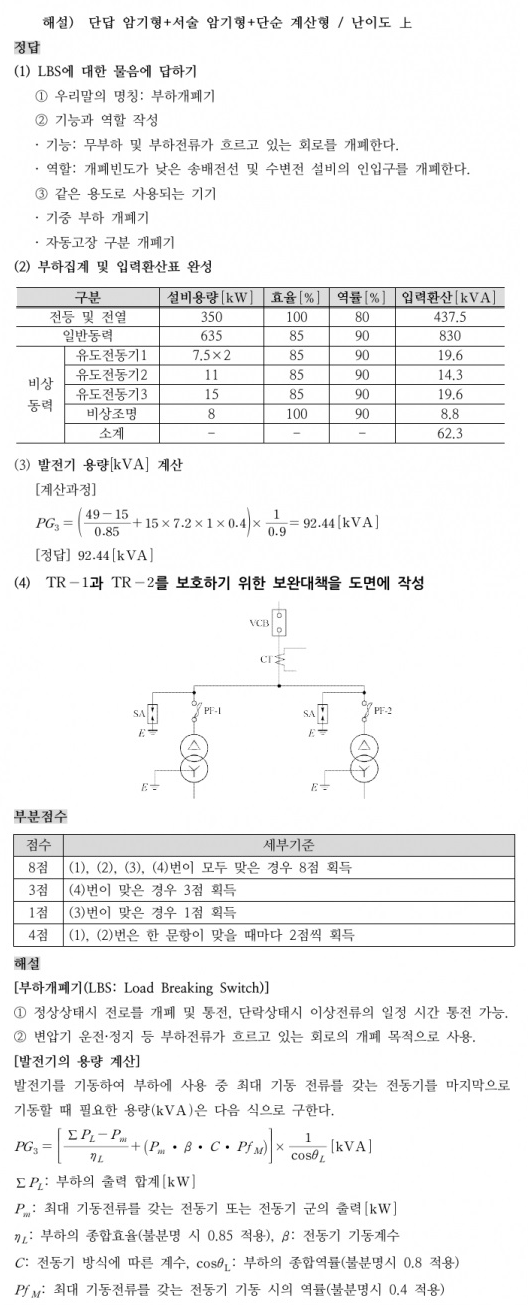 해설) 단답 암기형+서술 암기형+단순 계산형 / 난이도 上
정답
(1) LBS에 대한 물음에 답하기
① 우리말의 명칭: 부하개폐기
② 기능과 역할 작성
· 기능: 무부하 및 부하전류가 흐르고 있는 회로를 개폐한다.
· 역할: 개폐빈도가 낮은 송배전선 및 수변전 설비의 인입구를 개폐한다.
③ 같은 용도로 사용되는 기기
· 기중 부하 개폐기
· 자동고장 구분 개폐기
(2) 부하집계 및 입력환산표 완성
구분 설비용량[kW] 효율[%] 역률[%] 입력환산[kVA]
전등 및 전열 350 100 80 437.5
일반동력 635 85 90 830
비상 동력 유도전동기1 7.5×2 85 90 19.6
유도전동기2 11 85 90 14.3
유도전동기3 15 85 90 19.6
비상조명 8 100 90 8.8
소계 - - - 62.3
(3) 발전기 용량[kVA] 계산
[계산과정]
PG₃ = ((49-15)/0.85 + 15×7.2×1×0.4) × 1/0.9 = 92.44[kVA]
[정답] 92.44[kVA]
(4) TR-1과 TR-2를 보호하기 위한 보완대책을 도면에 작성
VCB
CT
SA PF-1 SA PF-2
E E
E E
부분점수
점수 세부기준
8점 (1), (2), (3), (4)번이 모두 맞은 경우 8점 획득
3점 (4)번이 맞은 경우 3점 획득
1점 (3)번이 맞은 경우 1점 획득
4점 (1), (2)번은 한 문항이 맞을 때마다 2점씩 획득
해설
[부하개폐기(LBS: Load Breaking Switch)]
① 정상상태시 전로를 개폐 및 통전, 단락상태시 이상전류의 일정 시간 통전 가능.
② 변압기 운전·정지 등 부하전류가 흐르고 있는 회로의 개폐 목적으로 사용.
[발전기의 용량 계산]
발전기를 기동하여 부하에 사용 중 최대 기동 전류를 갖는 전동기를 마지막으로
기동할 때 필요한 용량(kVA)은 다음 식으로 구한다.
PG₃ = [(ΣP_L - P_m)/η_L + (P_m · β · C · Pf_M)] × 1/cosθ_L [kVA]
ΣP_L: 부하의 출력 합계[kW]
P_m: 최대 기동전류를 갖는 전동기 또는 전동기 군의 출력[kW]
η_L: 부하의 종합효율(불분명 시 0.85 적용), β: 전동기 기동계수
C: 전동기 방식에 따른 계수, cosθ_L: 부하의 종합역률(불분명시 0.8 적용)
Pf_M: 최대 기동전류를 갖는 전동기 기동 시의 역률(불분명시 0.4 적용)